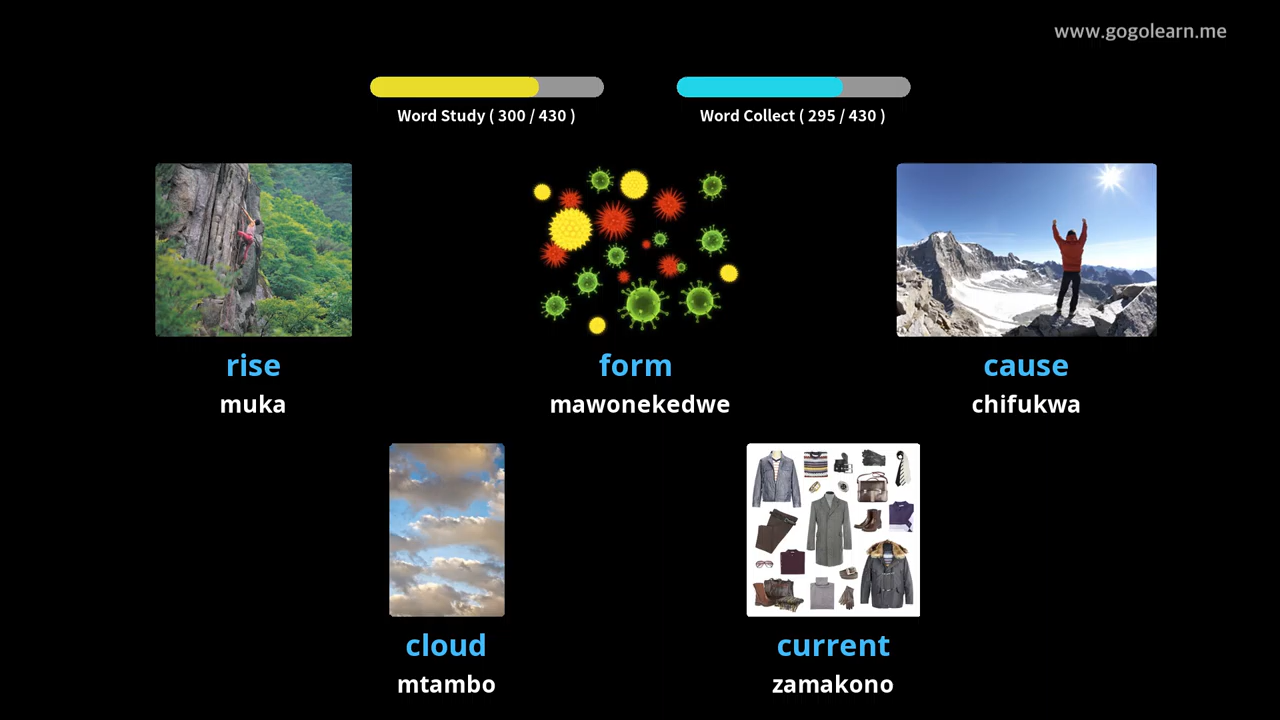 www.gogolearn.me
Word Study ( 300 / 430 )
Word Collect ( 295 / 430 )
rise
muka
form
mawonekedwe
cause
chifukwa
cloud
mtambo
current
zamakono